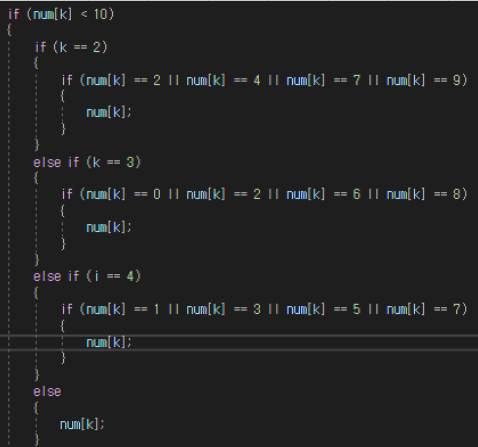 if (num[k] < 10)
{
if (k == 2)
{
if (num[k] == 2 || num[k] == 4 || num[k] == 7 || num[k] == 9)
{
num[k];
}
}
else if (k == 3)
{
if (num[k] == 0 || num[k] == 2 || num[k] == 6 || num[k] == 8)
{
num[k];
}
}
else if (i == 4)
{
if (num[k] == 1 || num[k] == 3 || num[k] == 5 || num[k] == 7)
{
num[k];
}
}
else
{
num[k];
}